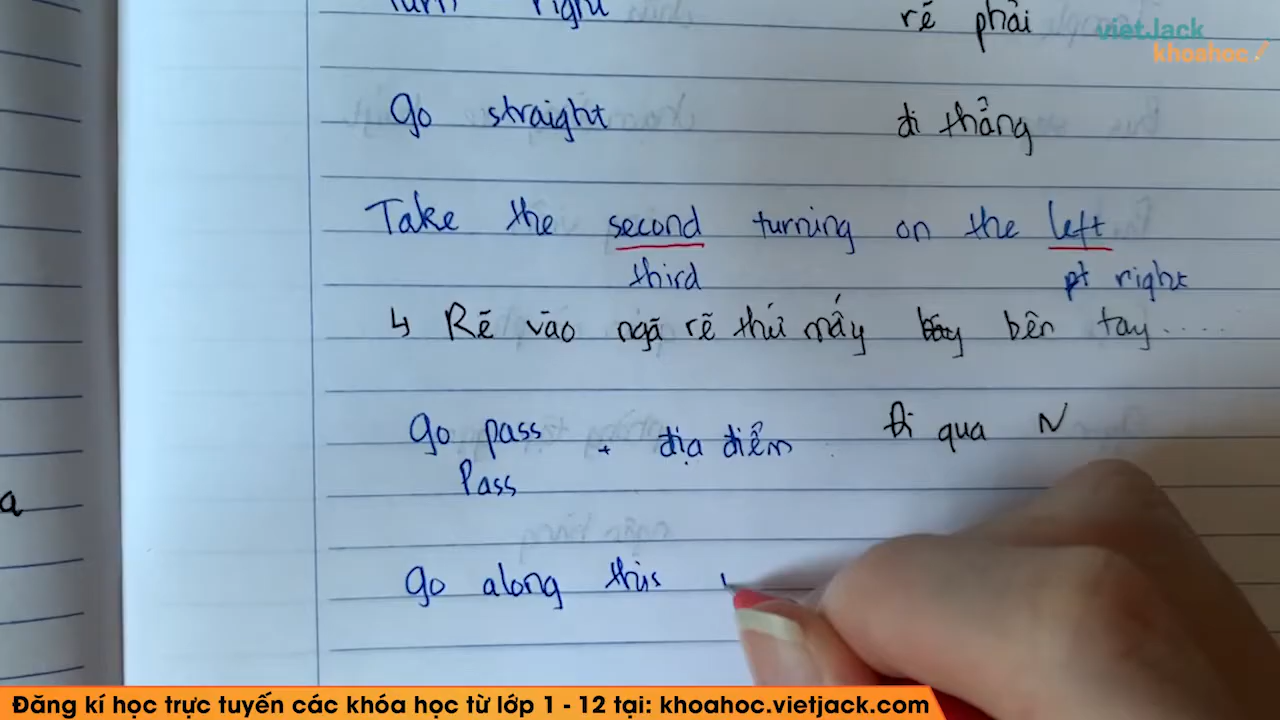 Turn right rẽ phải
vietJack
khoahoc
Go straight đi thẳng
Take the second turning on the left
third right
↳ Rẽ vào ngã rẽ thứ mấy bên tay.....
Go pass + địa điểm : Đi qua N
Pass
a
Go along this
Đăng kí học trực tuyến các khóa học từ lớp 1 - 12 tại: khoahoc.vietjack.com